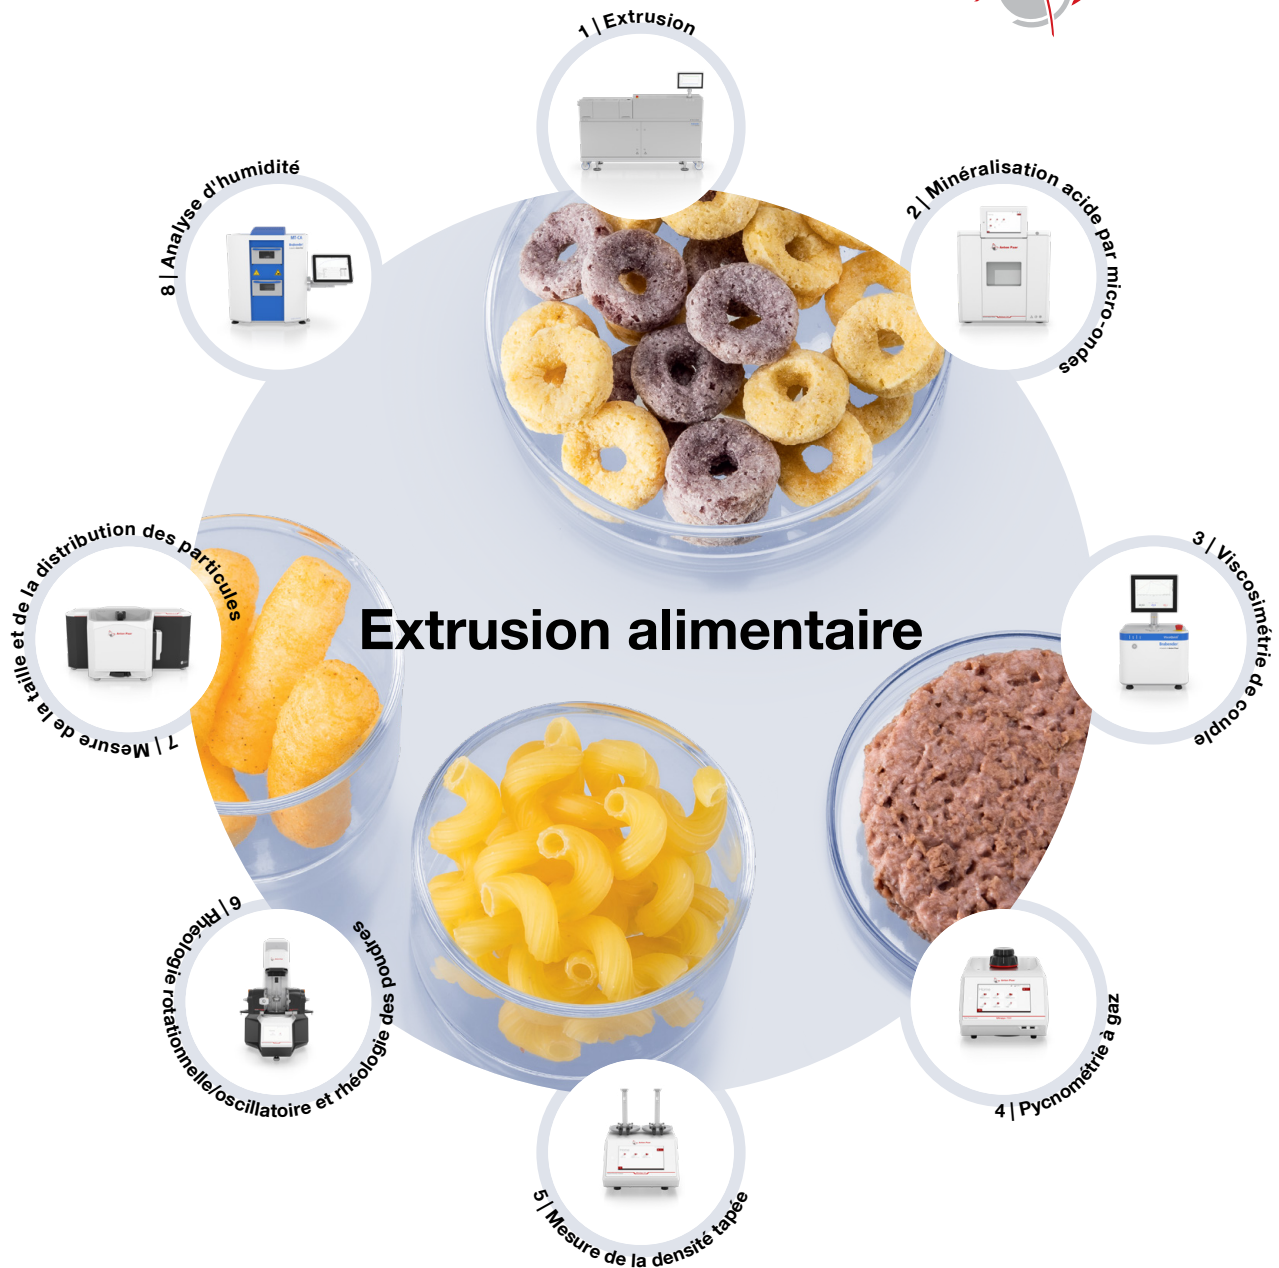 1 | Extrusion
2 | Minéralisation acide par micro-ondes
3 | Viscosimétrie de couple
4 | Pycnométrie à gaz
5 | Mesure de la densité tapée
6 | Rhéologie rotationnelle/oscillatoire et rhéologie des poudres
7 | Mesure de la taille et de la distribution des particules
8 | Analyse d'humidité
Extrusion alimentaire